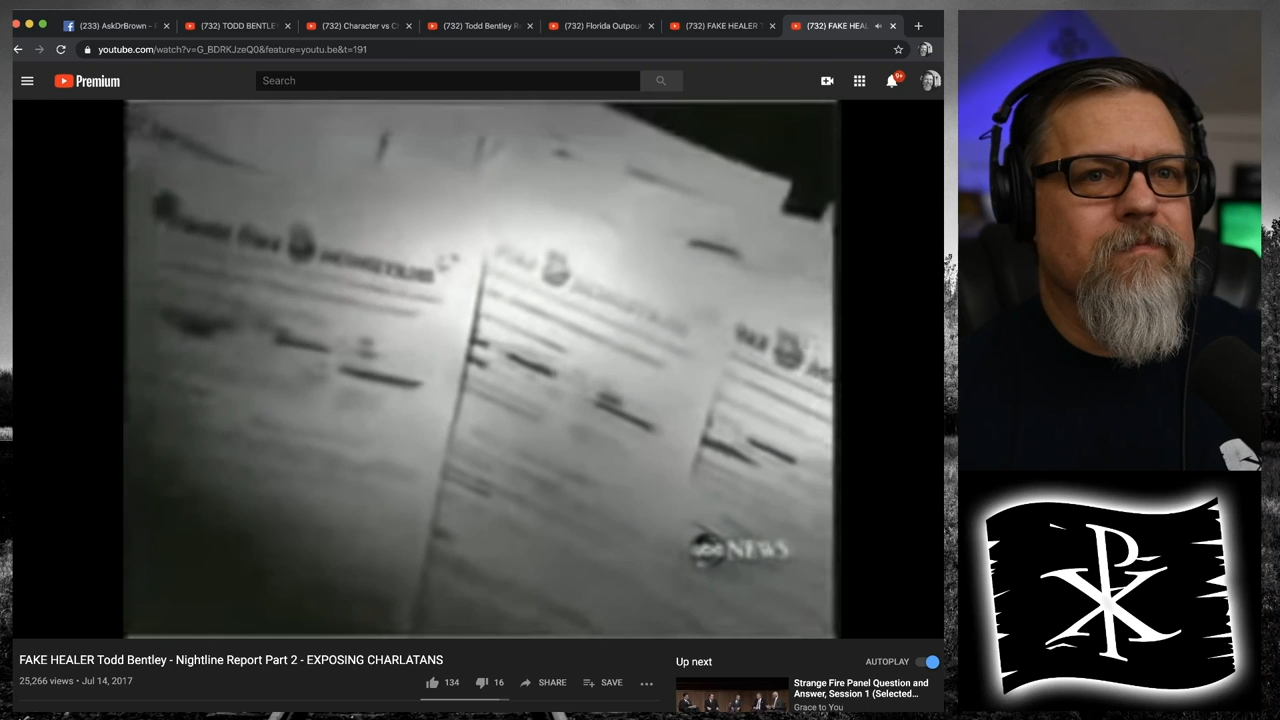 (233) AskDrBrown -
(732) TODD BENTLE
(732) Character vs C
(732) Todd Bentley R
(732) Florida Outpou
(732) FAKE HEALER T
(732) FAKE HEAL
youtube.com/watch?v=G_BDRKJzeQ0&feature=youtu.be&t=191
Premium
Search
9+
abc NEWS
FAKE HEALER Todd Bentley - Nightline Report Part 2 - EXPOSING CHARLATANS
25,266 views • Jul 14, 2017
134
16
SHARE
SAVE
Up next
AUTOPLAY
Strange Fire Panel Question and
Answer, Session 1 (Selected...
Grace to You